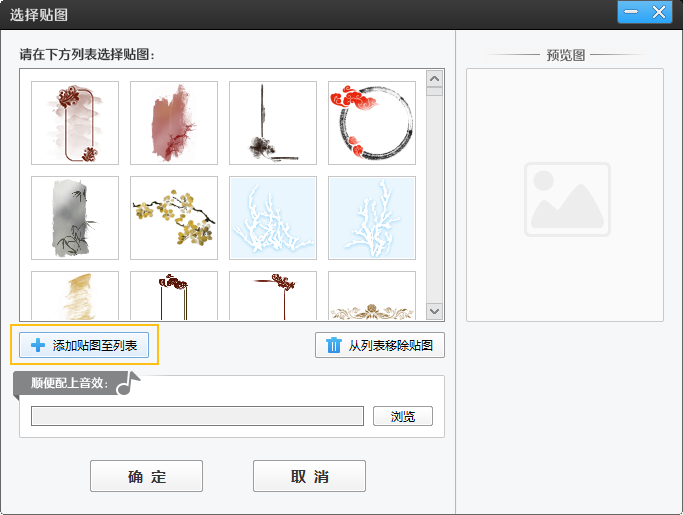 选择贴图
请在下方列表选择贴图：
预览图
添加贴图至列表
从列表移除贴图
顺便配上音效：
浏览
确 定
取 消